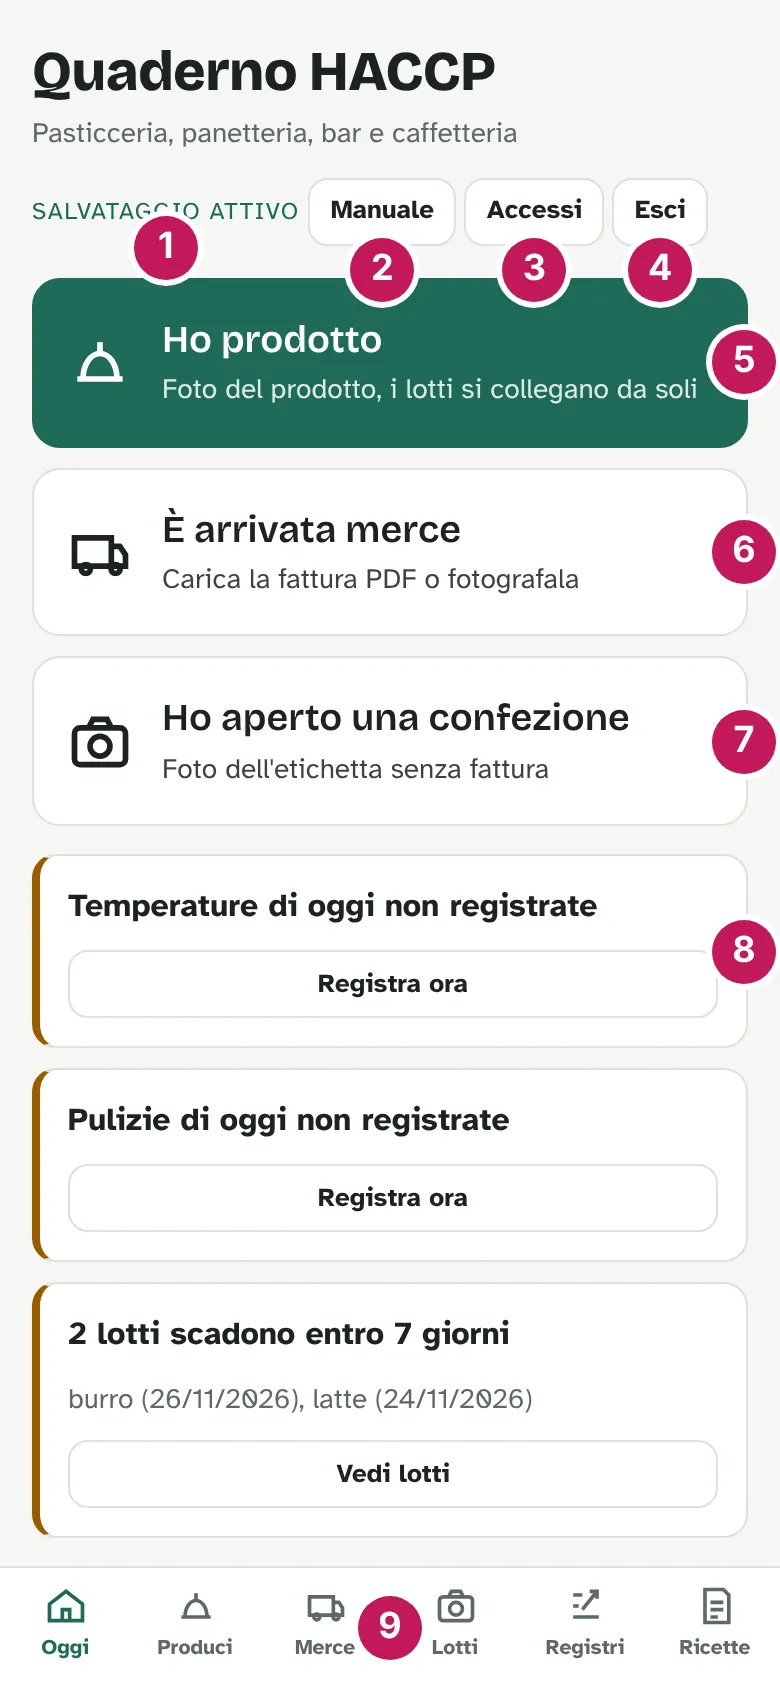 Quaderno HACCP
Pasticceria, panetteria, bar e caffetteria
SALVATAGGIO ATTIVO Manuale Accessi Esci
1 2 3 4
Ho prodotto
5
Foto del prodotto, i lotti si collegano da soli
È arrivata merce
6
Carica la fattura PDF o fotografala
Ho aperto una confezione
7
Foto dell'etichetta senza fattura
Temperature di oggi non registrate
8
Registra ora
Pulizie di oggi non registrate
Registra ora
2 lotti scadono entro 7 giorni
burro (26/11/2026), latte (24/11/2026)
Vedi lotti
9
Oggi Produci Merce Lotti Registri Ricette